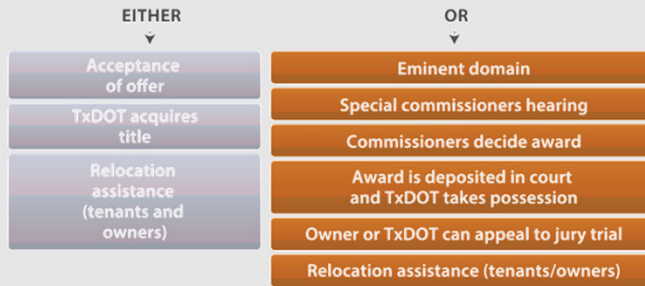 EITHER
Acceptance
of offer
TxDOT acquires
title
Relocation
assistance
(tenants and
owners)
OR
Eminent domain
Special commissioners hearing
Commissioners decide award
Award is deposited in court
and TxDOT takes possession
Owner or TxDOT can appeal to jury trial
Relocation assistance (tenants/owners)